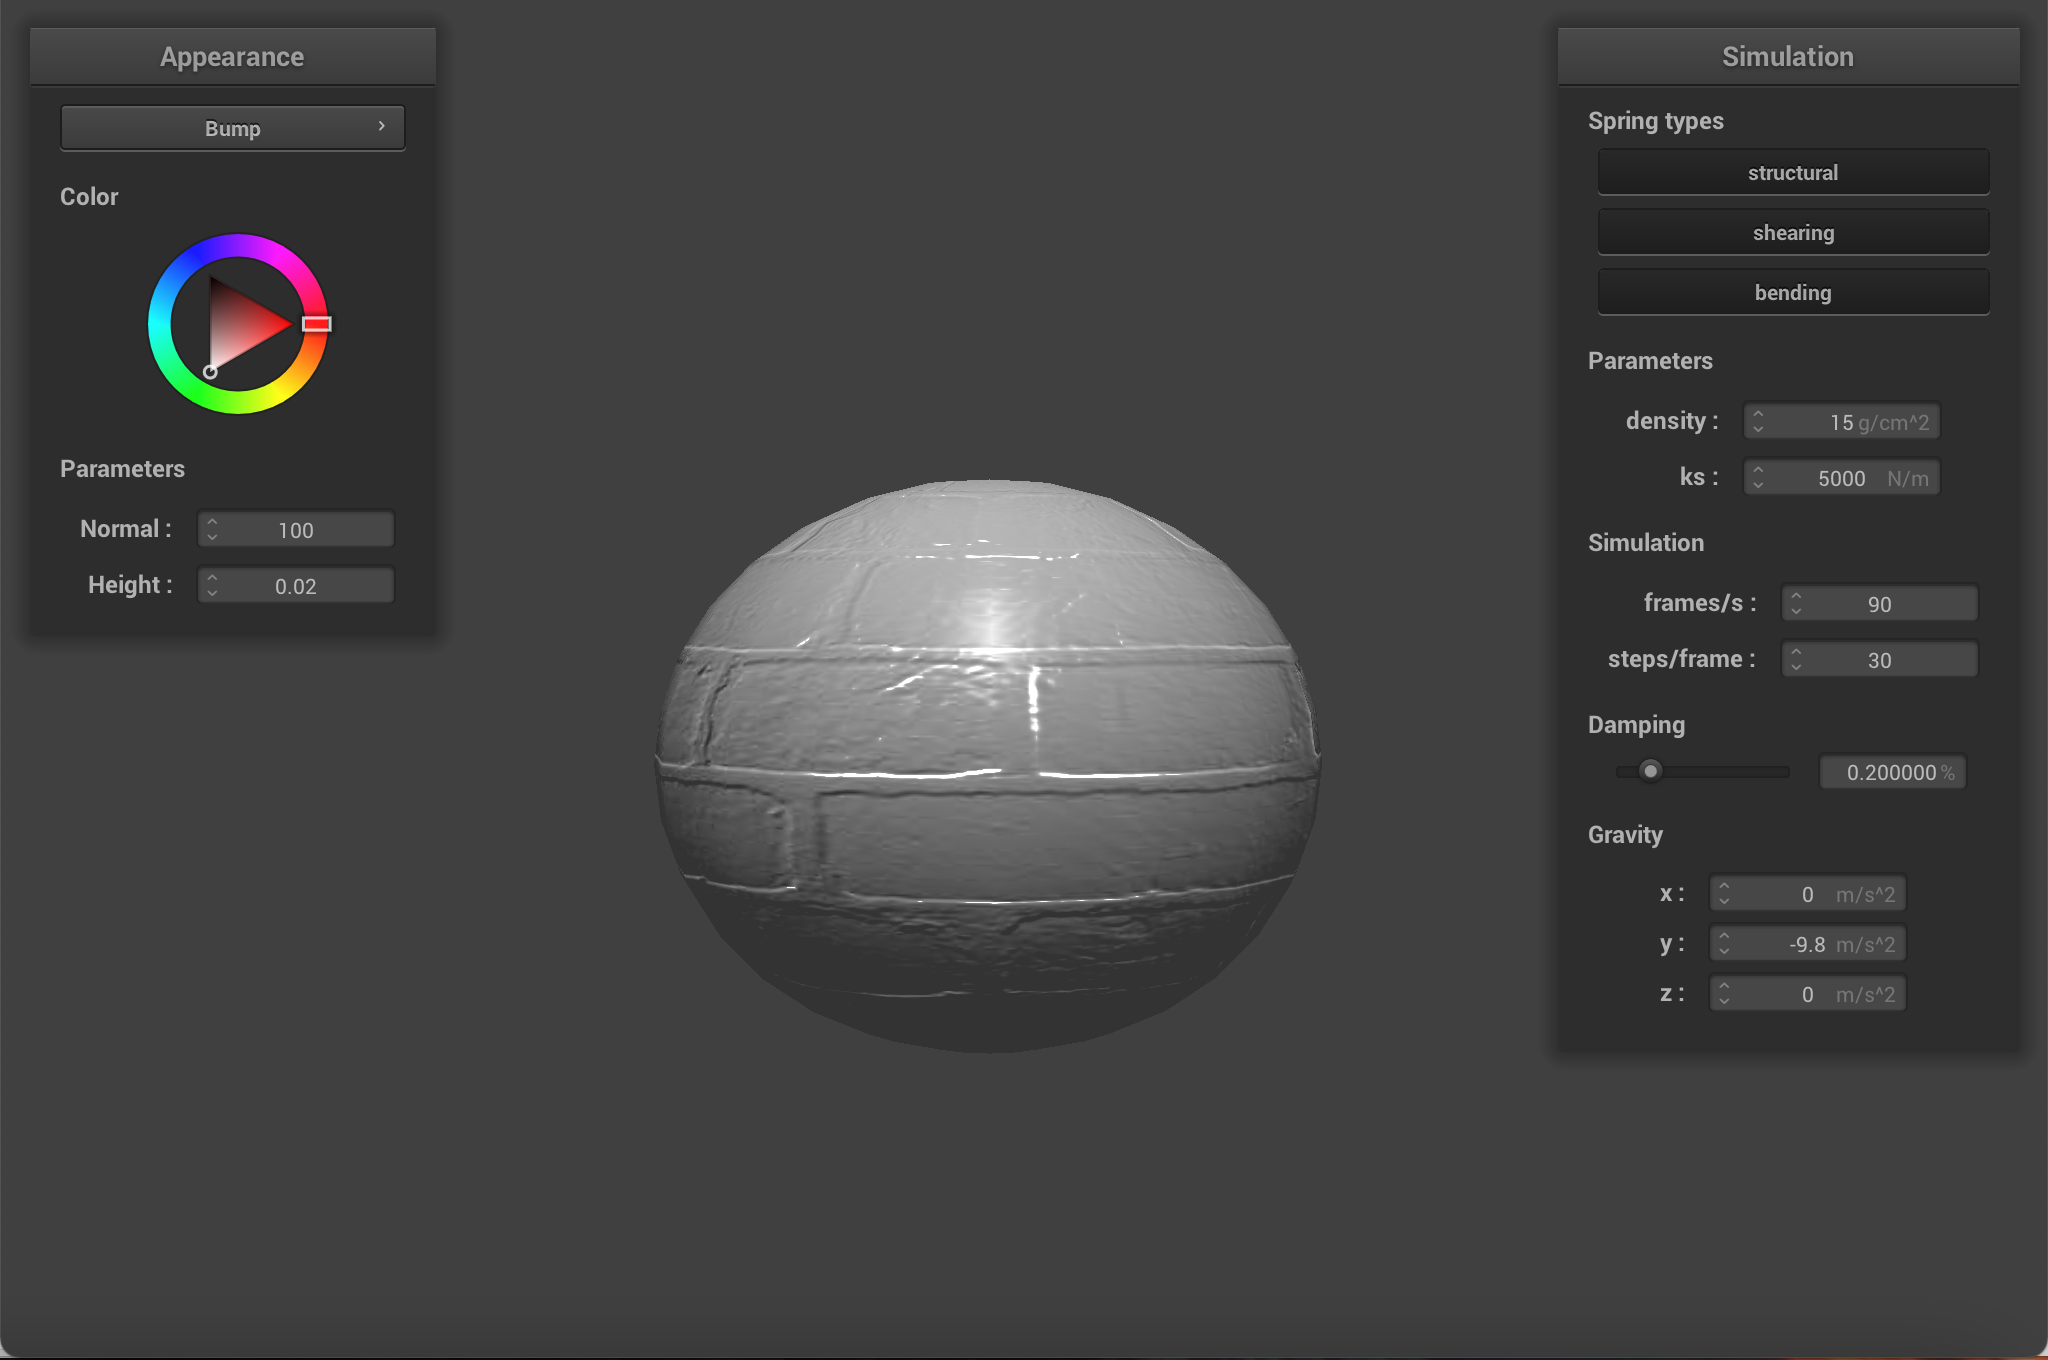 Appearance
Bump
Color
Parameters
Normal : 100
Height : 0.02
Simulation
Spring types
structural
shearing
bending
Parameters
density : 15 g/cm^2
ks : 5000 N/m
Simulation
frames/s : 90
steps/frame : 30
Damping
0.200000 %
Gravity
x : 0 m/s^2
y : -9.8 m/s^2
z : 0 m/s^2